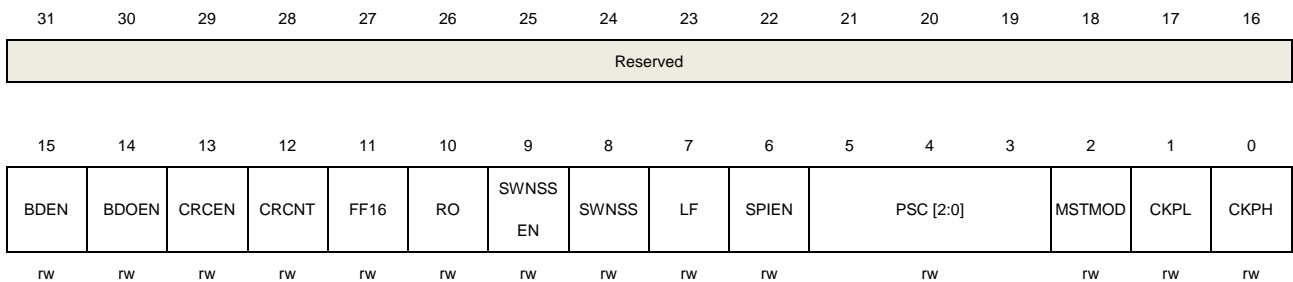 31 30 29 28 27 26 25 24 23 22 21 20 19 18 17 16
Reserved
15 14 13 12 11 10 9 8 7 6 5 4 3 2 1 0
BDEN BDOEN CRCEN CRCNT FF16 RO SWNSS EN SWNSS LF SPIEN PSC [2:0] MSTMOD CKPL CKPH
rw rw rw rw rw rw rw rw rw rw rw rw rw rw